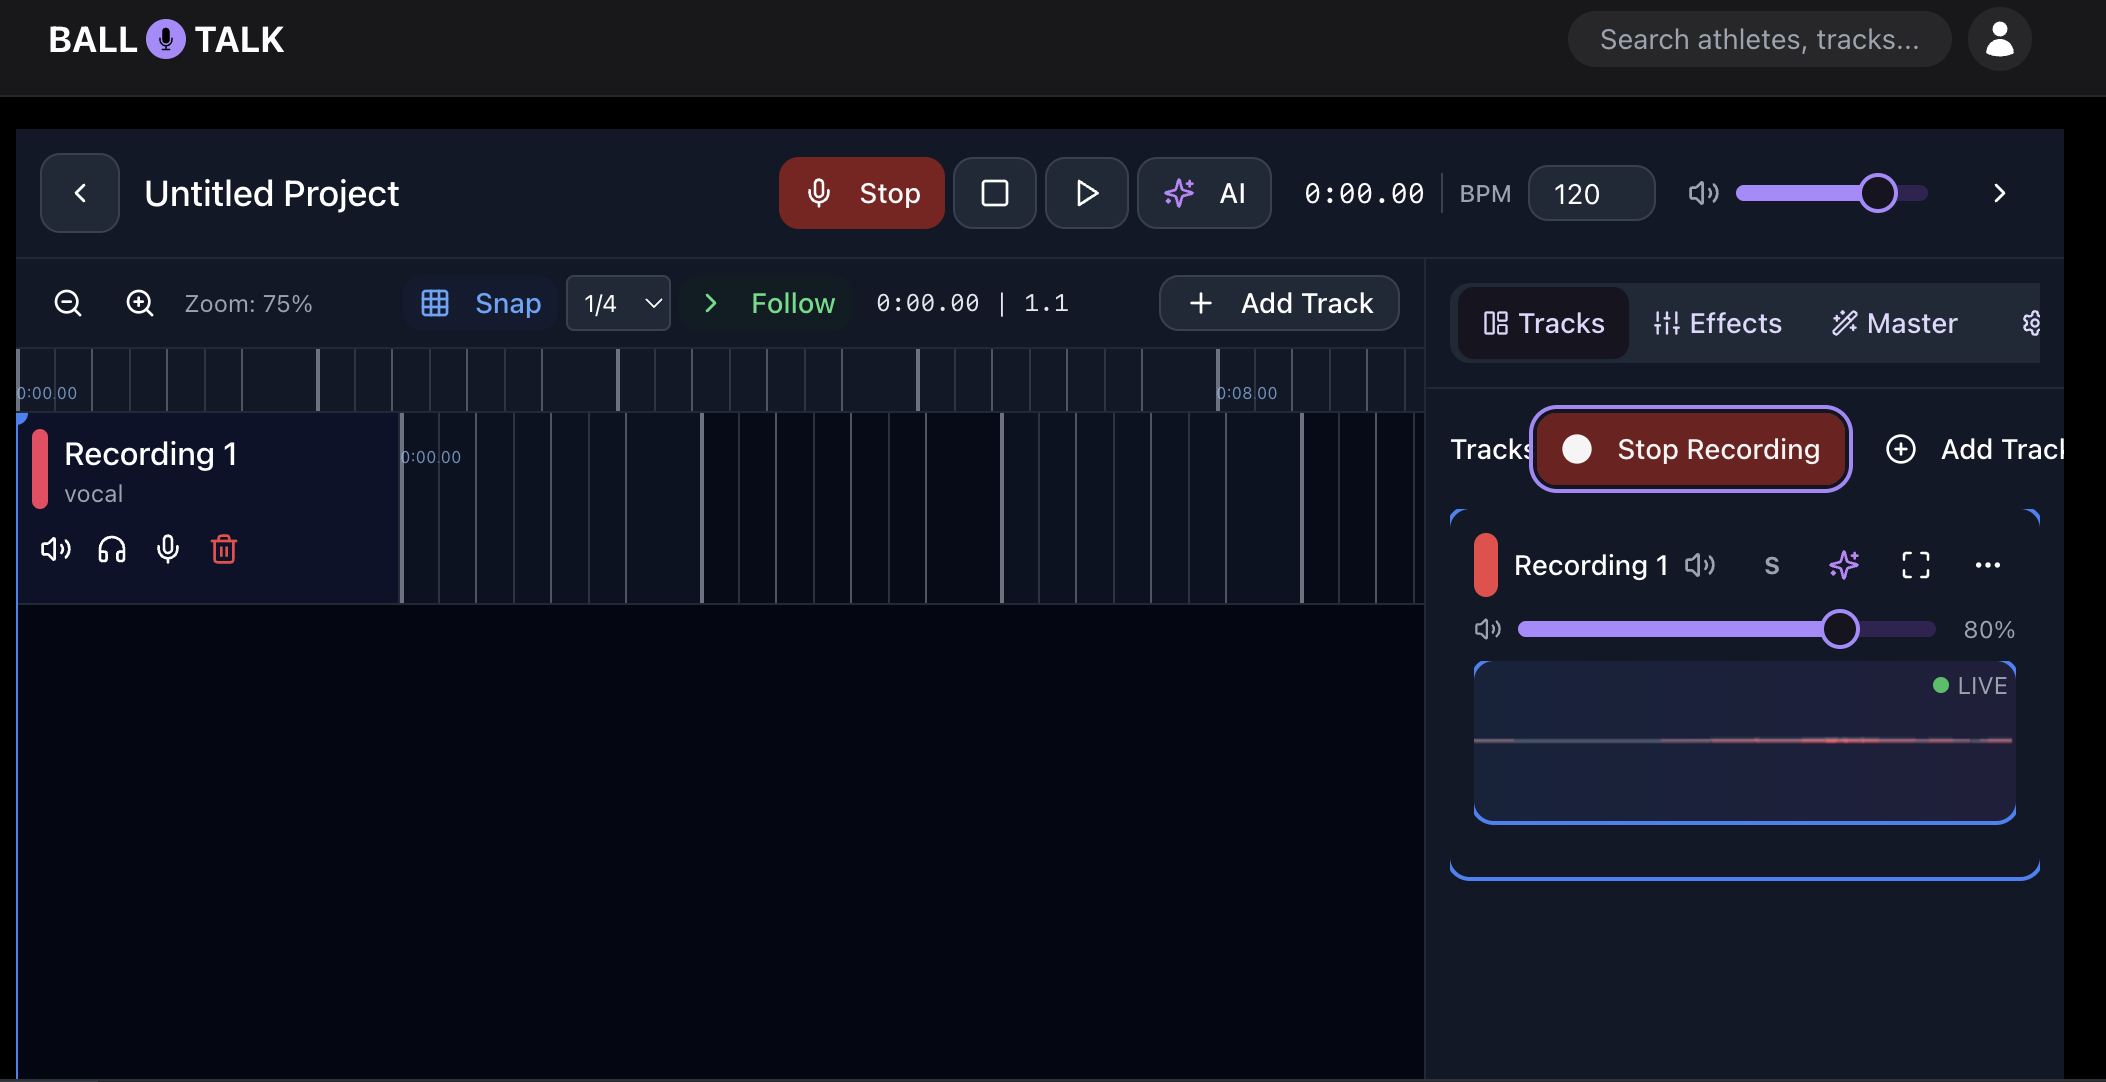 BALL TALK
Search athletes, tracks...
Untitled Project
Stop
AI
0:00.00
BPM
120
Zoom: 75%
Snap
1/4
Follow
0:00.00 | 1.1
Add Track
Tracks
Effects
Master
0:00.00
0:08.00
Recording 1
vocal
0:00.00
Tracks
Stop Recording
Add Track
Recording 1
S
80%
LIVE